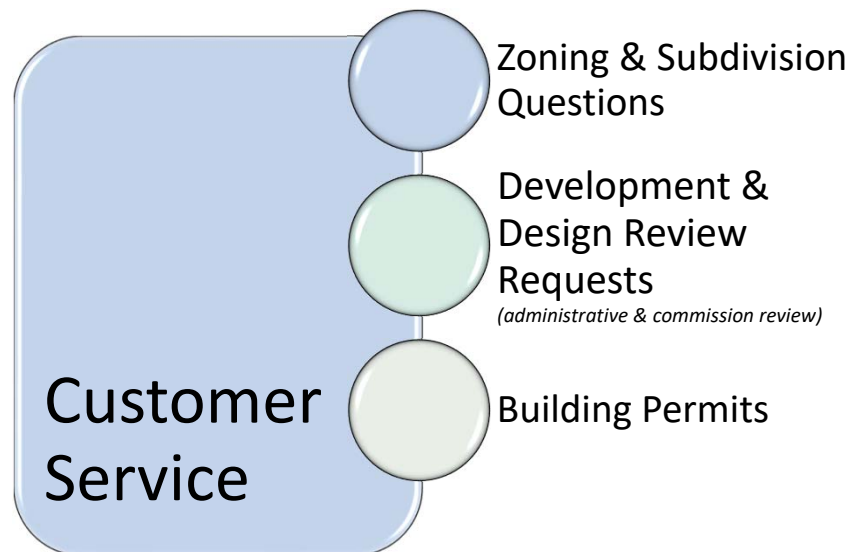 Zoning & Subdivision
Questions
Development &
Design Review
Requests
(administrative & commission review)
Customer
Service
Building Permits